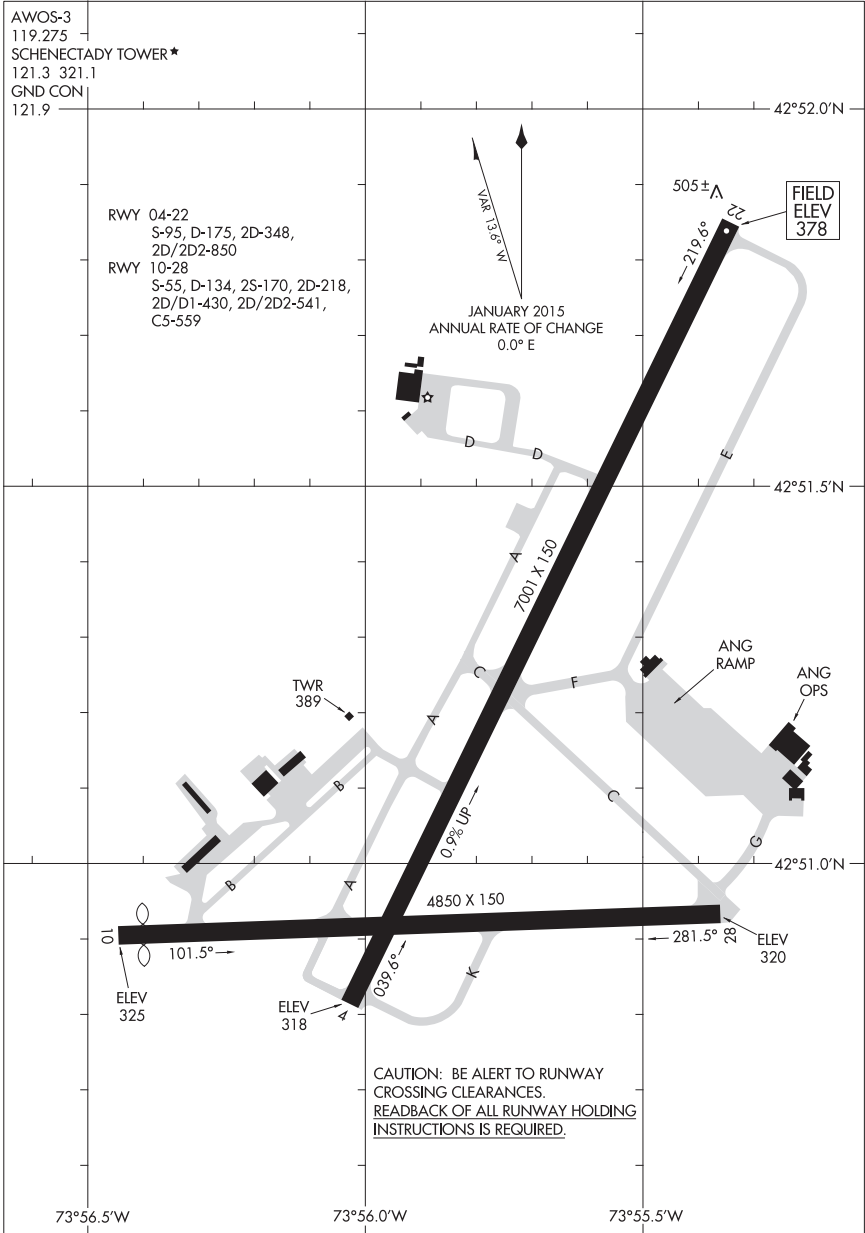 AWOS-3
119.275
SCHENECTADY TOWER★
121.3 321.1
GND CON
121.9
42°52.0'N
RWY 04-22
S-95, D-175, 2D-348,
2D/2D2-850
RWY 10-28
S-55, D-134, 2S-170, 2D-218,
2D/D1-430, 2D/2D2-541,
C5-559
VAR 13.6° W
JANUARY 2015
ANNUAL RATE OF CHANGE
0.0° E
505±
22
219.6°
FIELD
ELEV
378
D
D
E
42°51.5'N
A
7001 X 150
C
F
ANG
RAMP
ANG
OPS
TWR
389
A
B
C
0.9% UP
G
42°51.0'N
B
A
4850 X 150
10
101.5°
281.5°
28
ELEV
320
039.6°
K
ELEV
325
ELEV
318
4
CAUTION: BE ALERT TO RUNWAY
CROSSING CLEARANCES.
READBACK OF ALL RUNWAY HOLDING
INSTRUCTIONS IS REQUIRED.
73°56.5'W
73°56.0'W
73°55.5'W